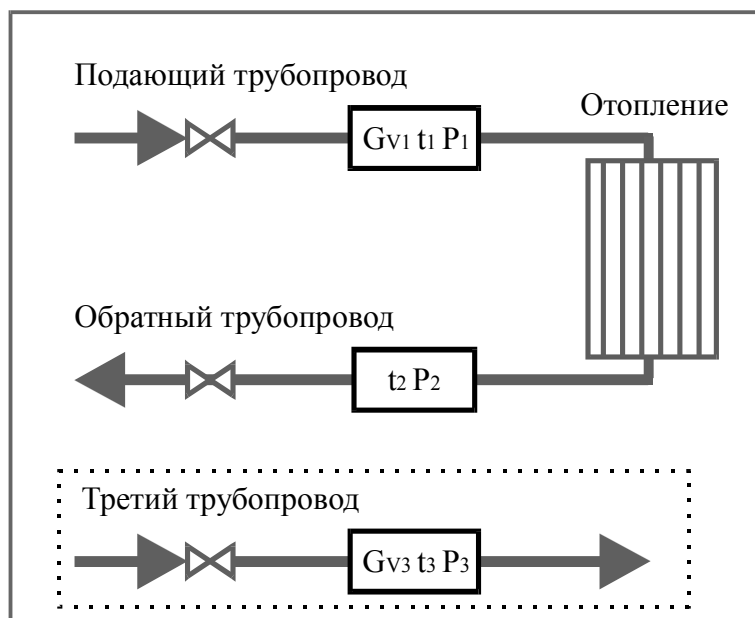 Подающий трубопровод
Отопление
GV1 t1 P1
Обратный трубопровод
t2 P2
Третий трубопровод
GV3 t3 P3